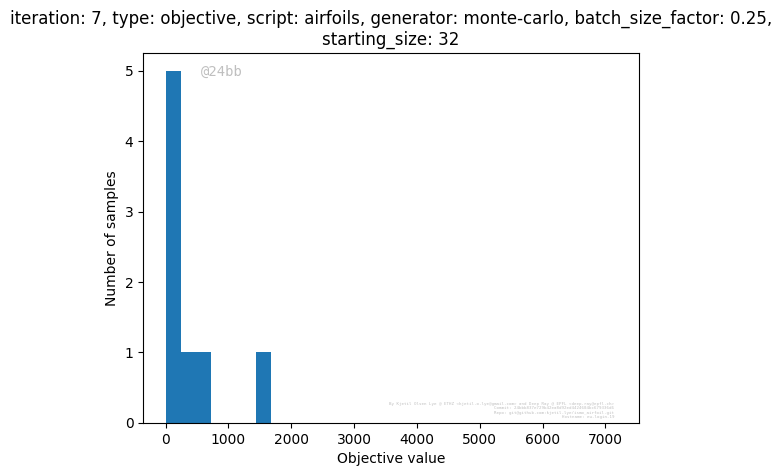 iteration: 7, type: objective, script: airfoils, generator: monte-carlo, batch_size_factor: 0.25,
starting_size: 32
@24bb
5
4
3
2
1
0
Number of samples
0 1000 2000 3000 4000 5000 6000 7000
Objective value